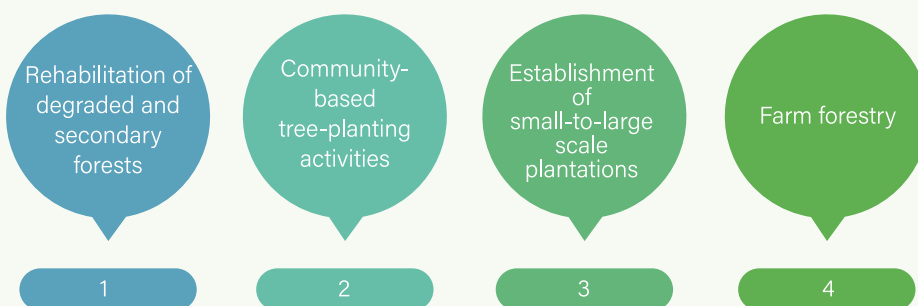 Rehabilitation of
degraded and
secondary
forests
1
Community-
based
tree-planting
activities
2
Establishment
of
small-to-large
scale
plantations
3
Farm forestry
4